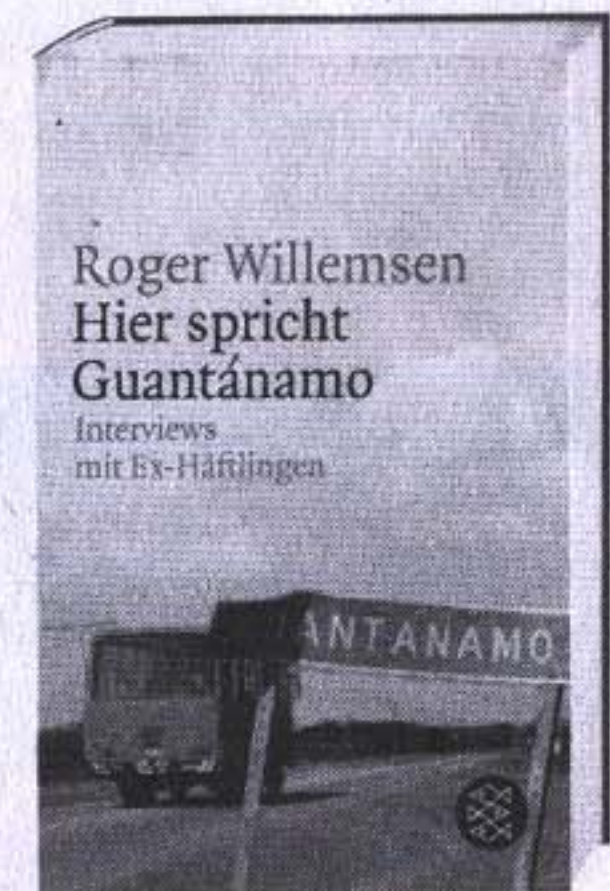 Roger Willemsen
Hier spricht
Guantánamo
Interviews
mit Ex-Häftlingen
ANTANAMO